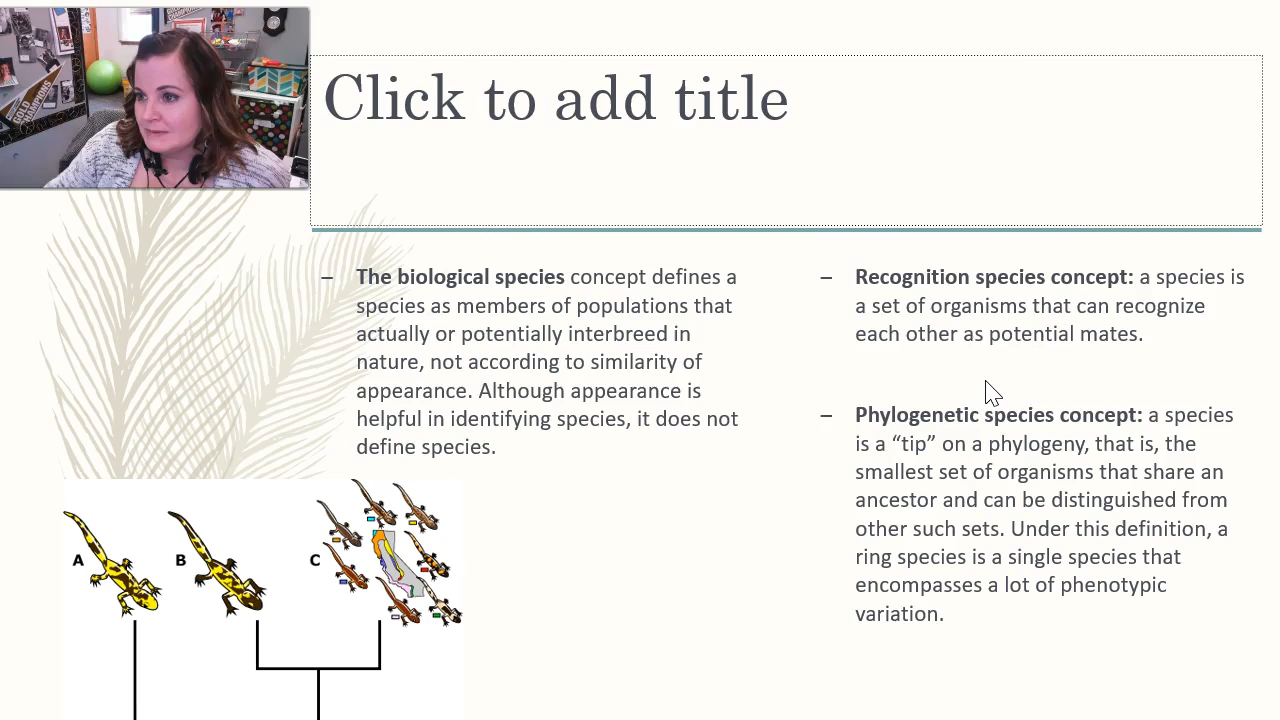 GOLD
CHAMPIONS
Click to add title
– The biological species concept defines a
species as members of populations that
actually or potentially interbreed in
nature, not according to similarity of
appearance. Although appearance is
helpful in identifying species, it does not
define species.
– Recognition species concept: a species is
a set of organisms that can recognize
each other as potential mates.
– Phylogenetic species concept: a species
is a “tip” on a phylogeny, that is, the
smallest set of organisms that share an
ancestor and can be distinguished from
other such sets. Under this definition, a
ring species is a single species that
encompasses a lot of phenotypic
variation.
A
B
C